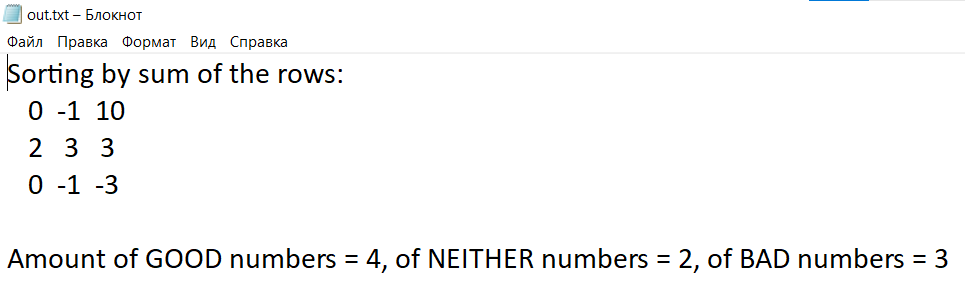 out.txt – Блокнот
Файл Правка Формат Вид Справка
Sorting by sum of the rows:
0 -1 10
2 3 3
0 -1 -3
Amount of GOOD numbers = 4, of NEITHER numbers = 2, of BAD numbers = 3